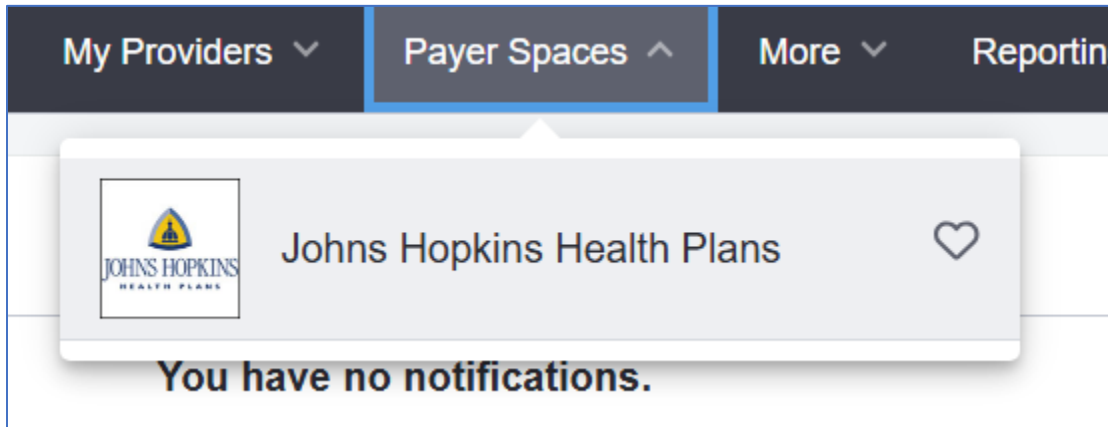 My Providers Payer Spaces More Reportin
JOHNS HOPKINS
HEALTH PLANS
Johns Hopkins Health Plans
You have no notifications.